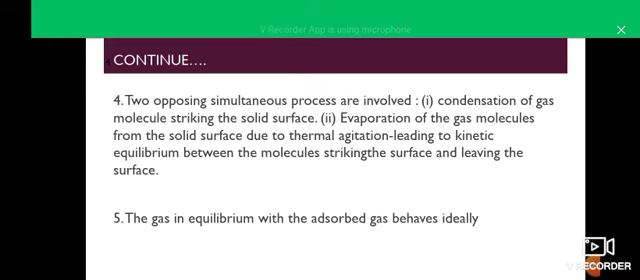 V Recorder App is using microphone
CONTINUE....
4. Two opposing simultaneous process are involved : (i) condensation of gas
molecule striking the solid surface. (ii) Evaporation of the gas molecules
from the solid surface due to thermal agitation-leading to kinetic
equilibrium between the molecules strikingthe surface and leaving the
surface.
5. The gas in equilibrium with the adsorbed gas behaves ideally
V RECORDER